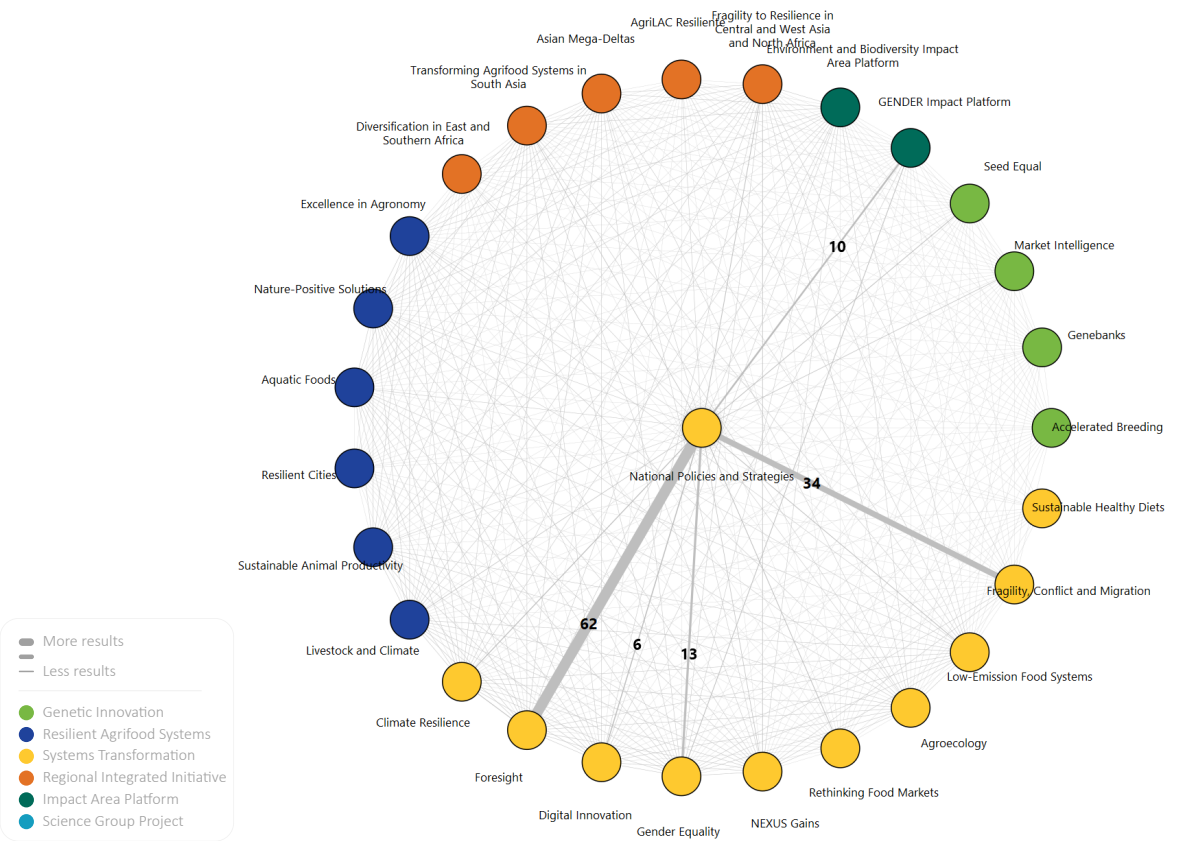 Fragility to Resilience in
Central and West Asia
and North Africa
AgriLAC Resiliente
Asian Mega-Deltas
Environment and Biodiversity Impact
Area Platform
Transforming Agrifood Systems in
South Asia
GENDER Impact Platform
Diversification in East and
Southern Africa
Seed Equal
Excellence in Agronomy
Market Intelligence
10
Nature-Positive Solutions
Genebanks
Aquatic Foods
Accelerated Breeding
Resilient Cities
National Policies and Strategies
34
Sustainable Healthy Diets
Sustainable Animal Productivity
Fragility, Conflict and Migration
62
6
13
Livestock and Climate
Low-Emission Food Systems
Climate Resilience
Agroecology
Foresight
Rethinking Food Markets
Digital Innovation
NEXUS Gains
Gender Equality
More results
Less results
Genetic Innovation
Resilient Agrifood Systems
Systems Transformation
Regional Integrated Initiative
Impact Area Platform
Science Group Project